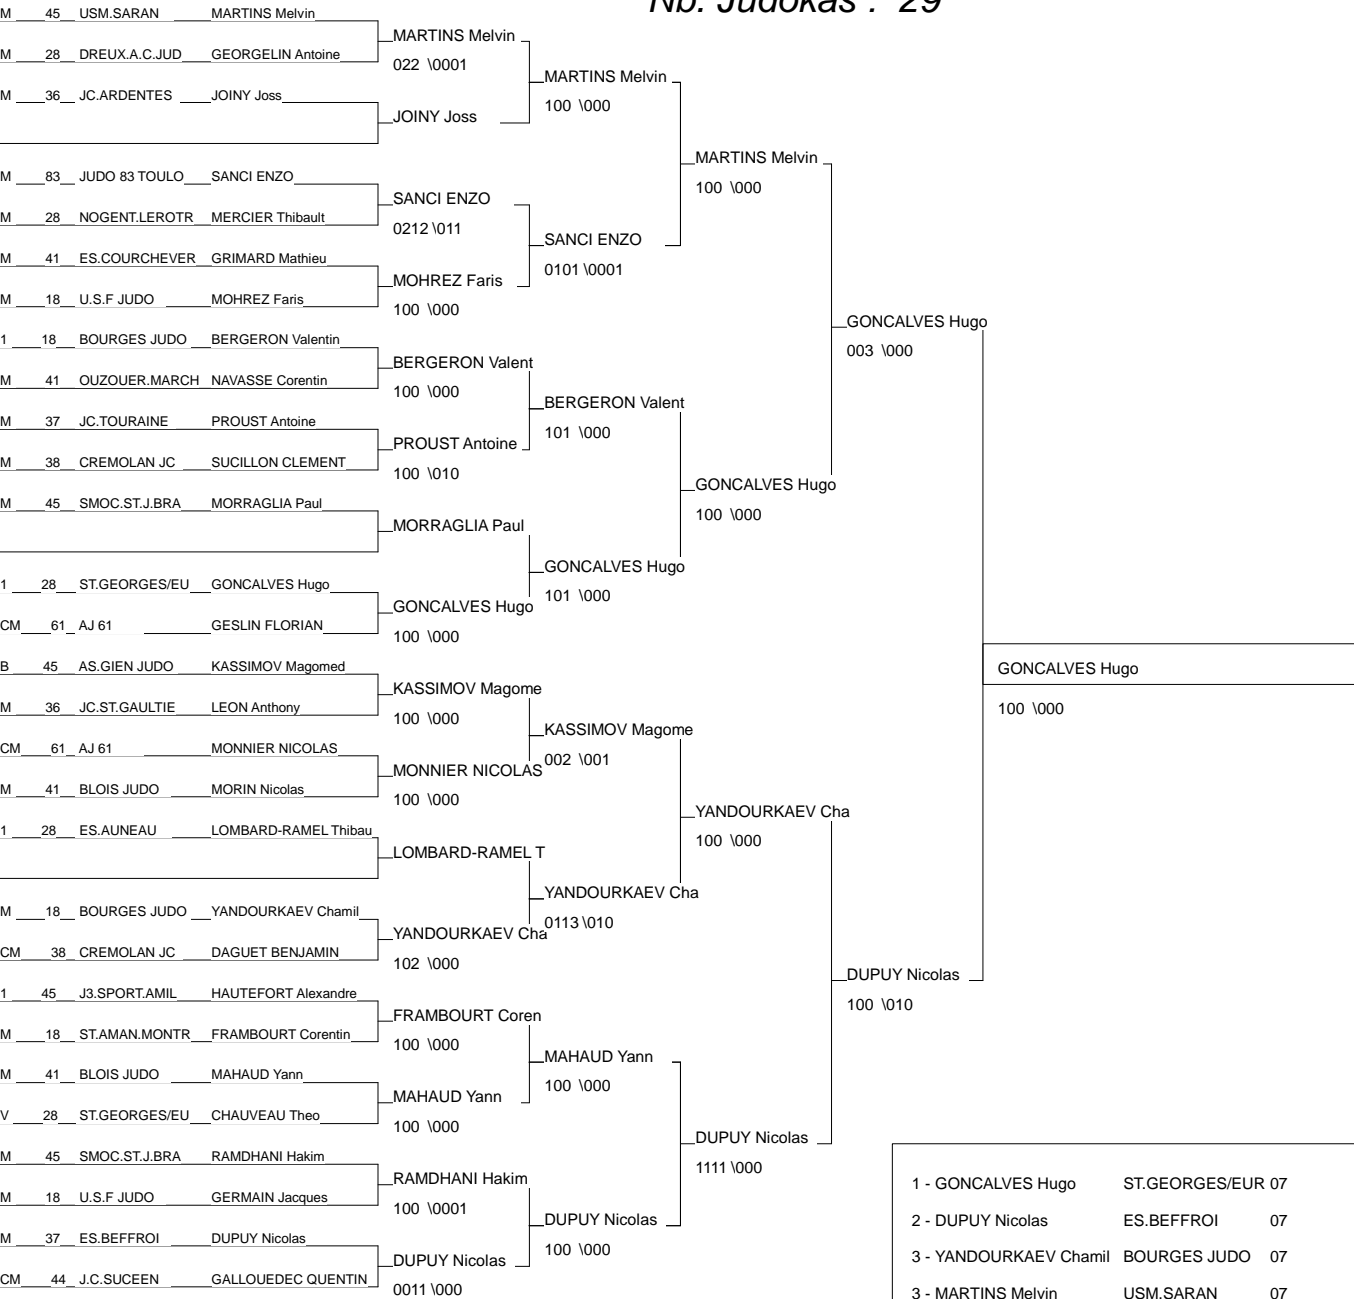 Nb. Judokas : 29
M 45 USM.SARAN MARTINS Melvin
M 28 DREUX.A.C.JUD GEORGELIN Antoine
M 36 JC.ARDENTES JOINY Joss
M 83 JUDO 83 TOULO SANCI ENZO
M 28 NOGENT.LEROTR MERCIER Thibault
M 41 ES.COURCHEVER GRIMARD Mathieu
M 18 U.S.F JUDO MOHREZ Faris
1 18 BOURGES JUDO BERGERON Valentin
M 41 OUZOUER.MARCH NAVASSE Corentin
M 37 JC.TOURAINE PROUST Antoine
M 38 CREMOLAN JC SUCILLON CLEMENT
M 45 SMOC.ST.J.BRA MORRAGLIA Paul
1 28 ST.GEORGES/EU GONCALVES Hugo
CM 61 AJ 61 GESLIN FLORIAN
B 45 AS.GIEN JUDO KASSIMOV Magomed
M 36 JC.ST.GAULTIE LEON Anthony
CM 61 AJ 61 MONNIER NICOLAS
M 41 BLOIS JUDO MORIN Nicolas
1 28 ES.AUNEAU LOMBARD-RAMEL Thibau
M 18 BOURGES JUDO YANDOURKAEV Chamil
CM 38 CREMOLAN JC DAGUET BENJAMIN
1 45 J3.SPORT.AMIL HAUTEFORT Alexandre
M 18 ST.AMAN.MONTR FRAMBOURT Corentin
M 41 BLOIS JUDO MAHAUD Yann
V 28 ST.GEORGES/EU CHAUVEAU Theo
M 45 SMOC.ST.J.BRA RAMDHANI Hakim
M 18 U.S.F JUDO GERMAIN Jacques
M 37 ES.BEFFROI DUPUY Nicolas
CM 44 J.C.SUCEEN GALLOUEDEC QUENTIN
MARTINS Melvin
022 \0001
JOINY Joss
SANCI ENZO
0212 \011
MOHREZ Faris
100 \000
BERGERON Valent
100 \000
PROUST Antoine
100 \010
MORRAGLIA Paul
GONCALVES Hugo
100 \000
KASSIMOV Magome
100 \000
MONNIER NICOLAS
100 \000
LOMBARD-RAMEL T
YANDOURKAEV Cha
102 \000
FRAMBOURT Coren
100 \000
MAHAUD Yann
100 \000
RAMDHANI Hakim
100 \0001
DUPUY Nicolas
0011 \000
MARTINS Melvin
100 \000
SANCI ENZO
0101 \0001
BERGERON Valent
101 \000
GONCALVES Hugo
101 \000
KASSIMOV Magome
002 \001
YANDOURKAEV Cha
0113 \010
MAHAUD Yann
100 \000
DUPUY Nicolas
100 \000
MARTINS Melvin
100 \000
GONCALVES Hugo
100 \000
YANDOURKAEV Cha
100 \000
DUPUY Nicolas
1111 \000
GONCALVES Hugo
003 \000
DUPUY Nicolas
100 \010
GONCALVES Hugo
100 \000
1 - GONCALVES Hugo ST.GEORGES/EUR 07
2 - DUPUY Nicolas ES.BEFFROI 07
3 - YANDOURKAEV Chamil BOURGES JUDO 07
3 - MARTINS Melvin USM.SARAN 07